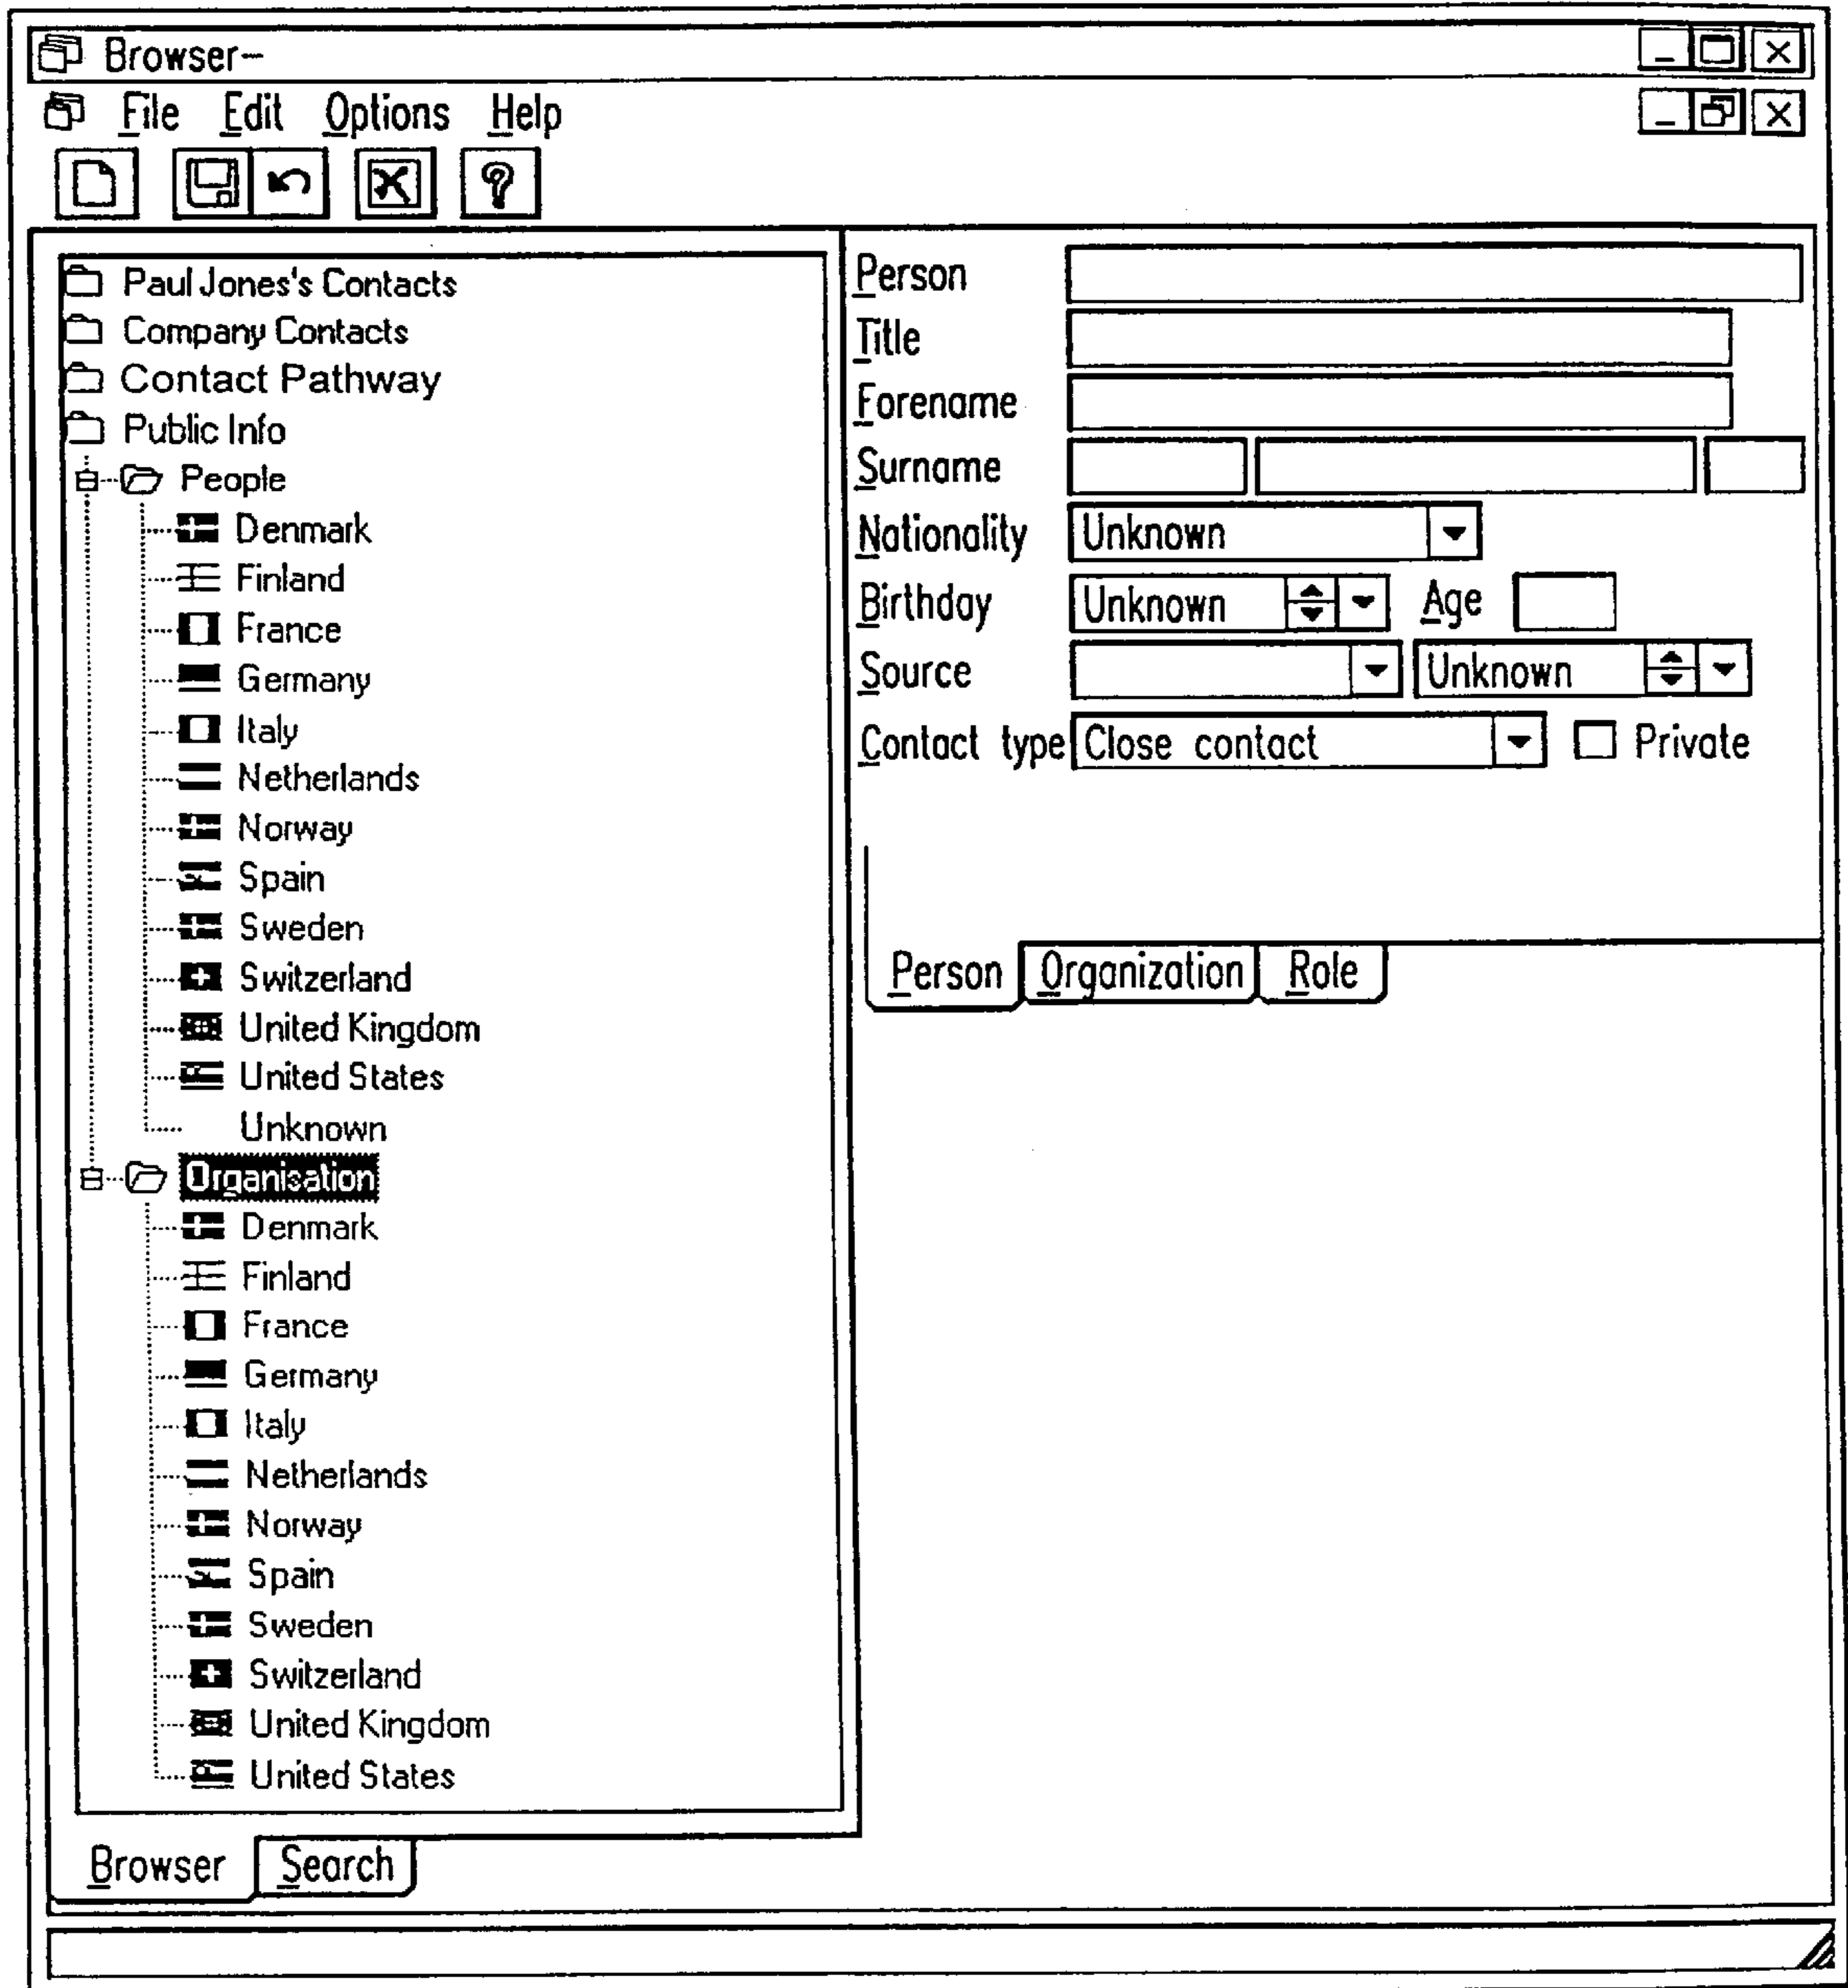 Browser–
File Edit Options Help
Paul Jones's Contacts
Company Contacts
Contact Pathway
Public Info
People
Denmark
Finland
France
Germany
Italy
Netherlands
Norway
Spain
Sweden
Switzerland
United Kingdom
United States
Unknown
Organisation
Denmark
Finland
France
Germany
Italy
Netherlands
Norway
Spain
Sweden
Switzerland
United Kingdom
United States
Browser Search
Person
Title
Forename
Surname
Nationality Unknown
Birthday Unknown Age
Source Unknown
Contact type Close contact Private
Person Organization Role